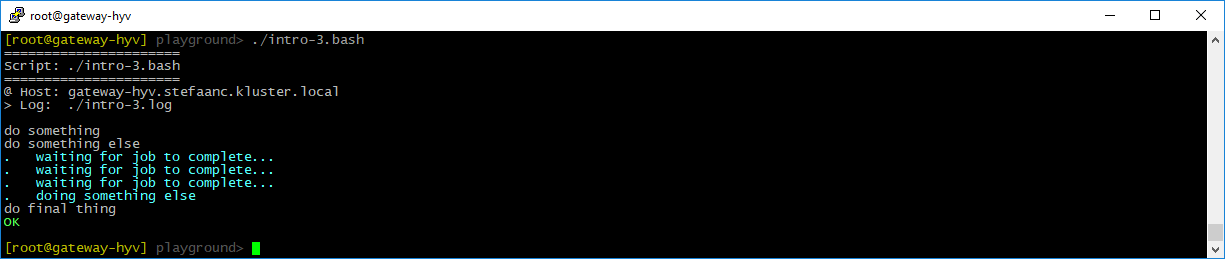 root@gateway-hyv
[root@gateway-hyv] playground> ./intro-3.bash
======================
Script: ./intro-3.bash
======================
@ Host: gateway-hyv.stefaanc.kluster.local
> Log:  ./intro-3.log
do something
do something else
.   waiting for job to complete...
.   waiting for job to complete...
.   waiting for job to complete...
.   doing something else
do final thing
OK
[root@gateway-hyv] playground>